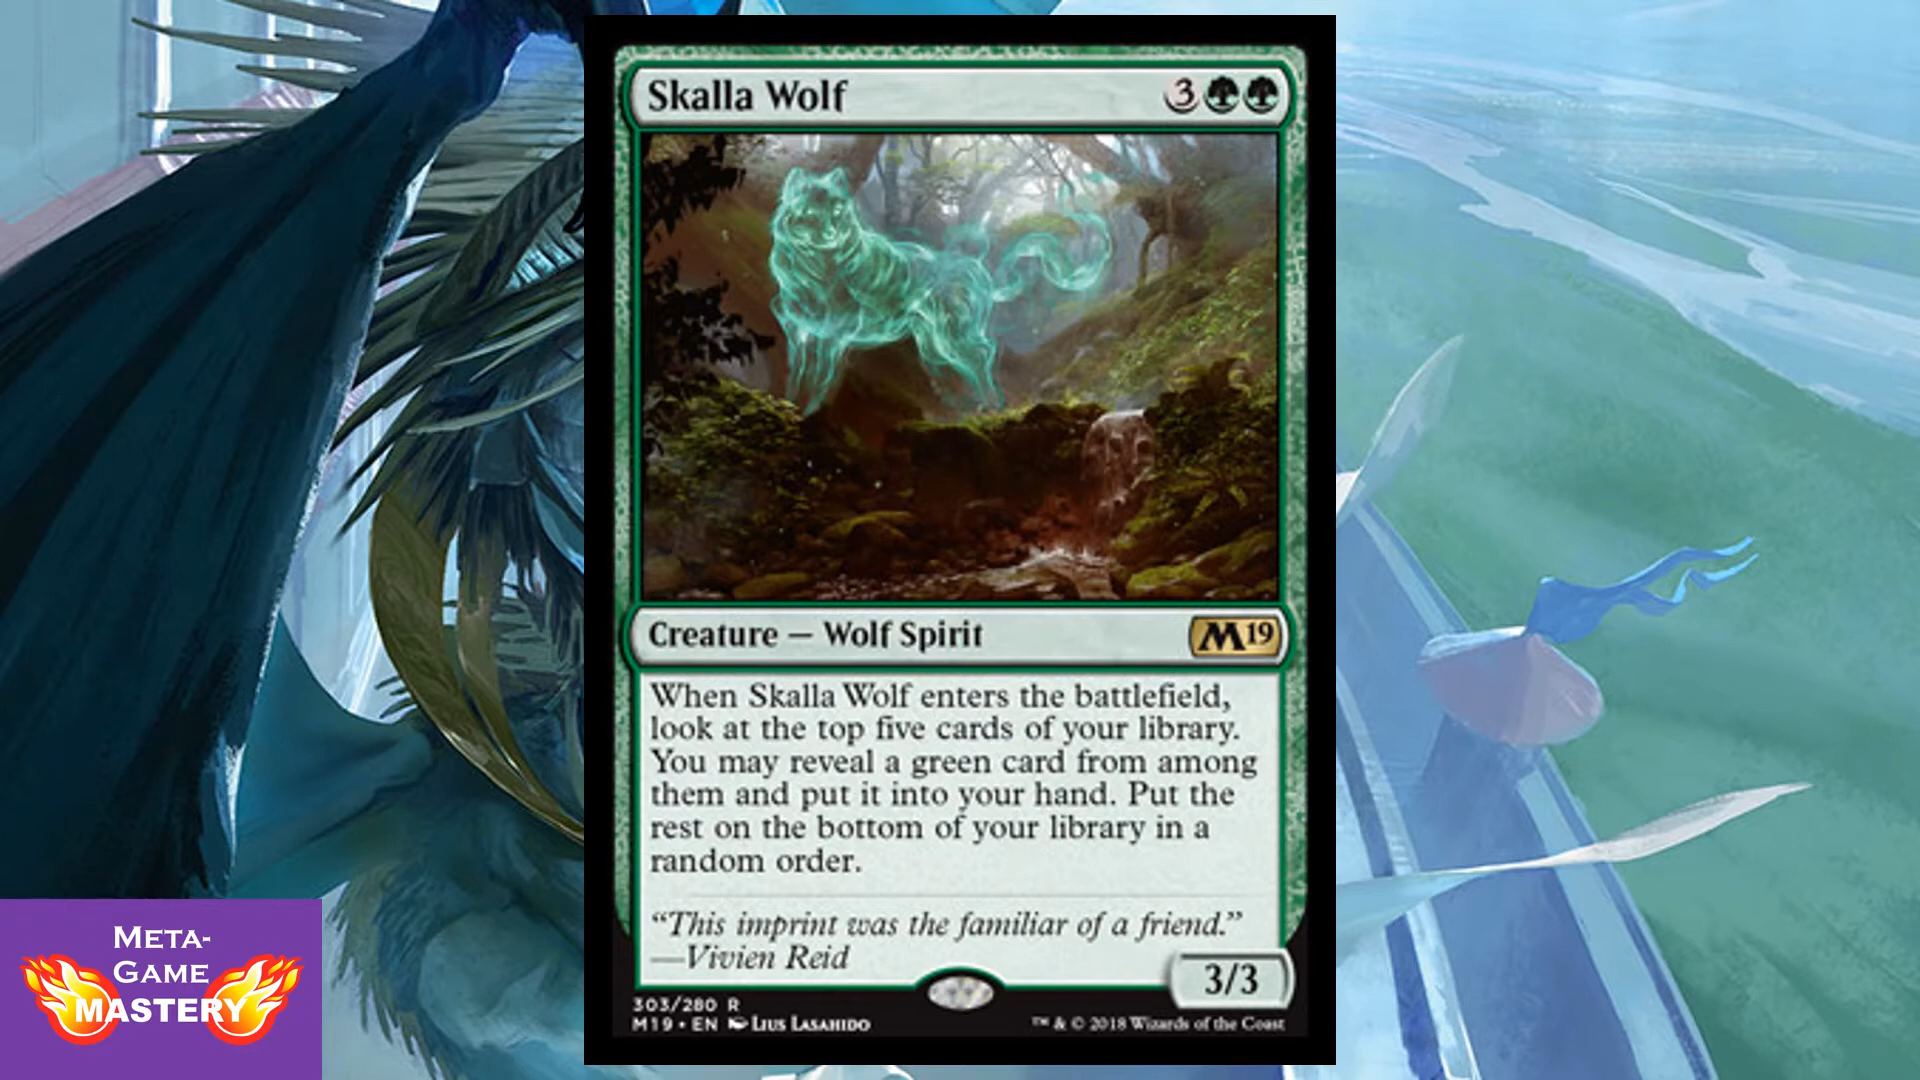 Skalla Wolf 3
Creature — Wolf Spirit M19
When Skalla Wolf enters the battlefield,
look at the top five cards of your library.
You may reveal a green card from among
them and put it into your hand. Put the
rest on the bottom of your library in a
random order.
“This imprint was the familiar of a friend.”
—Vivien Reid
3/3
303/280 R
M19 • EN Lius Lasahido
™ & © 2018 Wizards of the Coast
META-
GAME
MASTERY